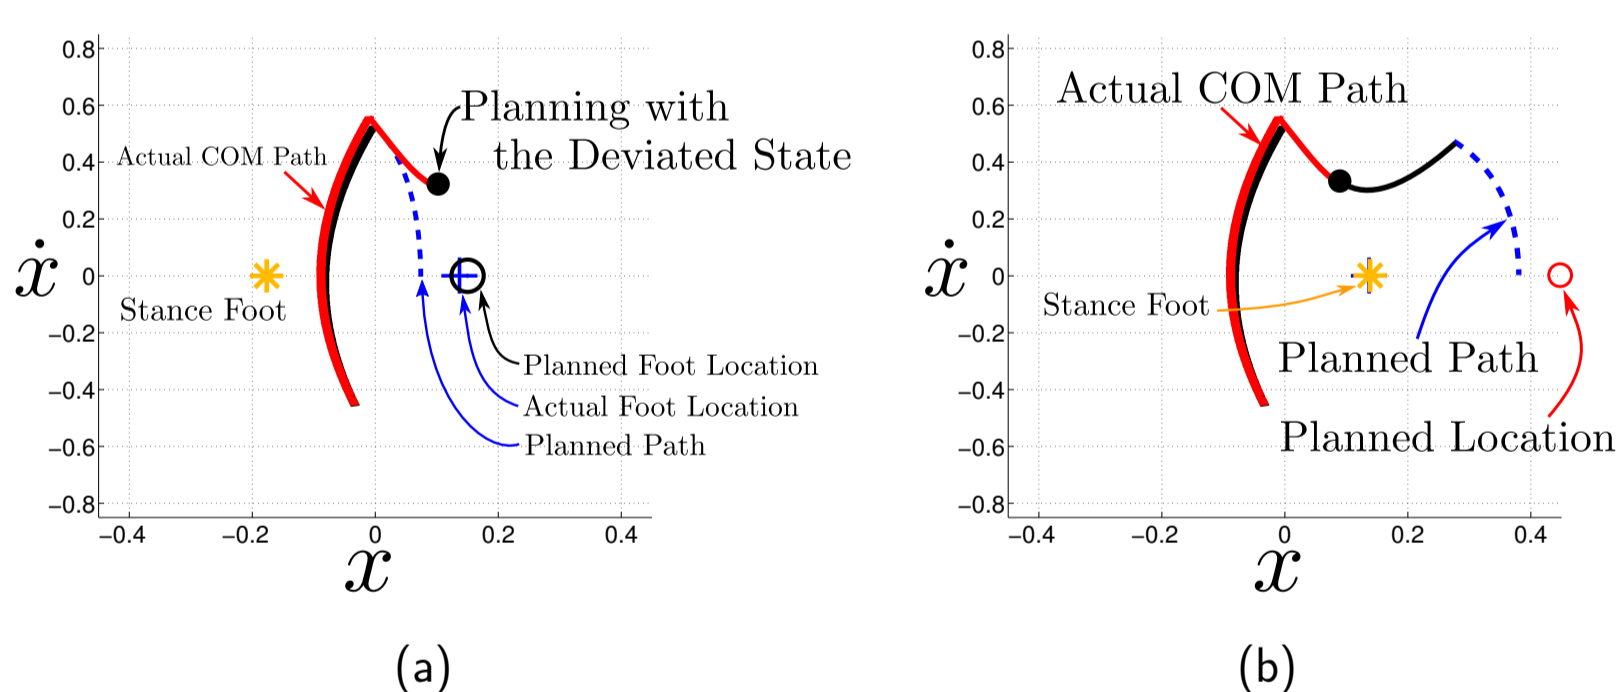 0.8
0.6
0.4
0.2
0
−0.2
−0.4
−0.6
−0.8
ẋ
−0.4
−0.2
0
0.2
0.4
x
Planning with
the Deviated State
Actual COM Path
Stance Foot
Planned Foot Location
Actual Foot Location
Planned Path
(a)
0.8
0.6
0.4
0.2
0
−0.2
−0.4
−0.6
−0.8
ẋ
−0.4
−0.2
0
0.2
0.4
x
Actual COM Path
Stance Foot
Planned Path
Planned Location
(b)